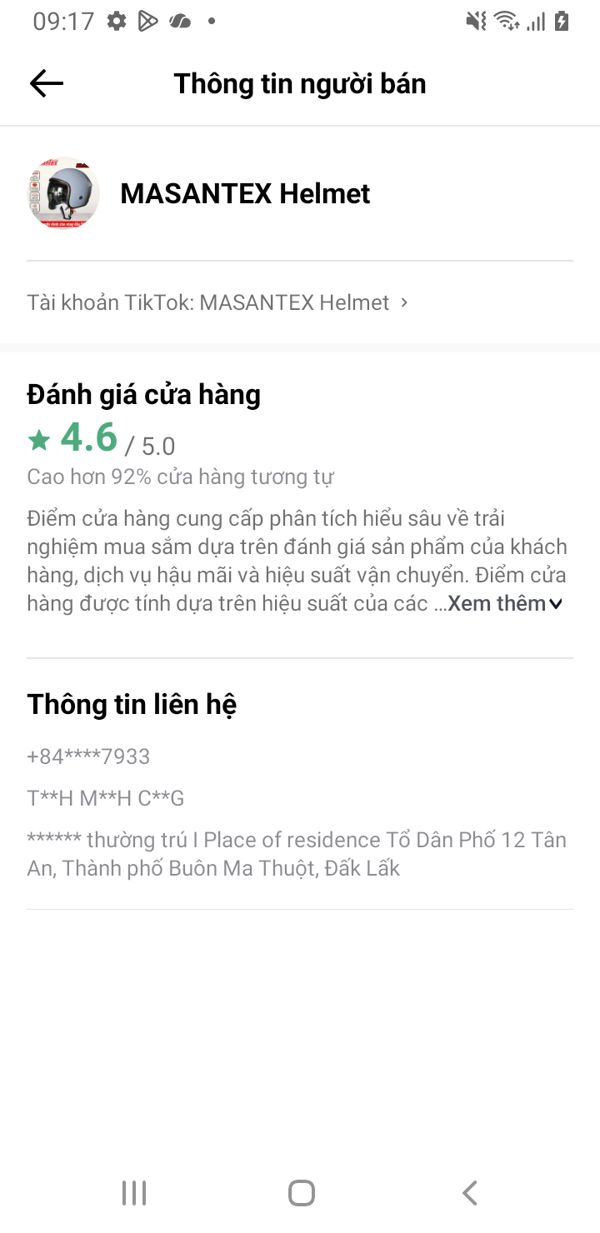 09:17
Thông tin người bán
MASANTEX Helmet
Tài khoản TikTok: MASANTEX Helmet
Đánh giá cửa hàng
4.6 / 5.0
Cao hơn 92% cửa hàng tương tự
Điểm cửa hàng cung cấp phân tích hiểu sâu về trải
nghiệm mua sắm dựa trên đánh giá sản phẩm của khách
hàng, dịch vụ hậu mãi và hiệu suất vận chuyển. Điểm cửa
hàng được tính dựa trên hiệu suất của các ...Xem thêm
Thông tin liên hệ
+84****7933
T**H M**H C**G
****** thường trú I Place of residence Tổ Dân Phố 12 Tân
An, Thành phố Buôn Ma Thuột, Đắk Lắk